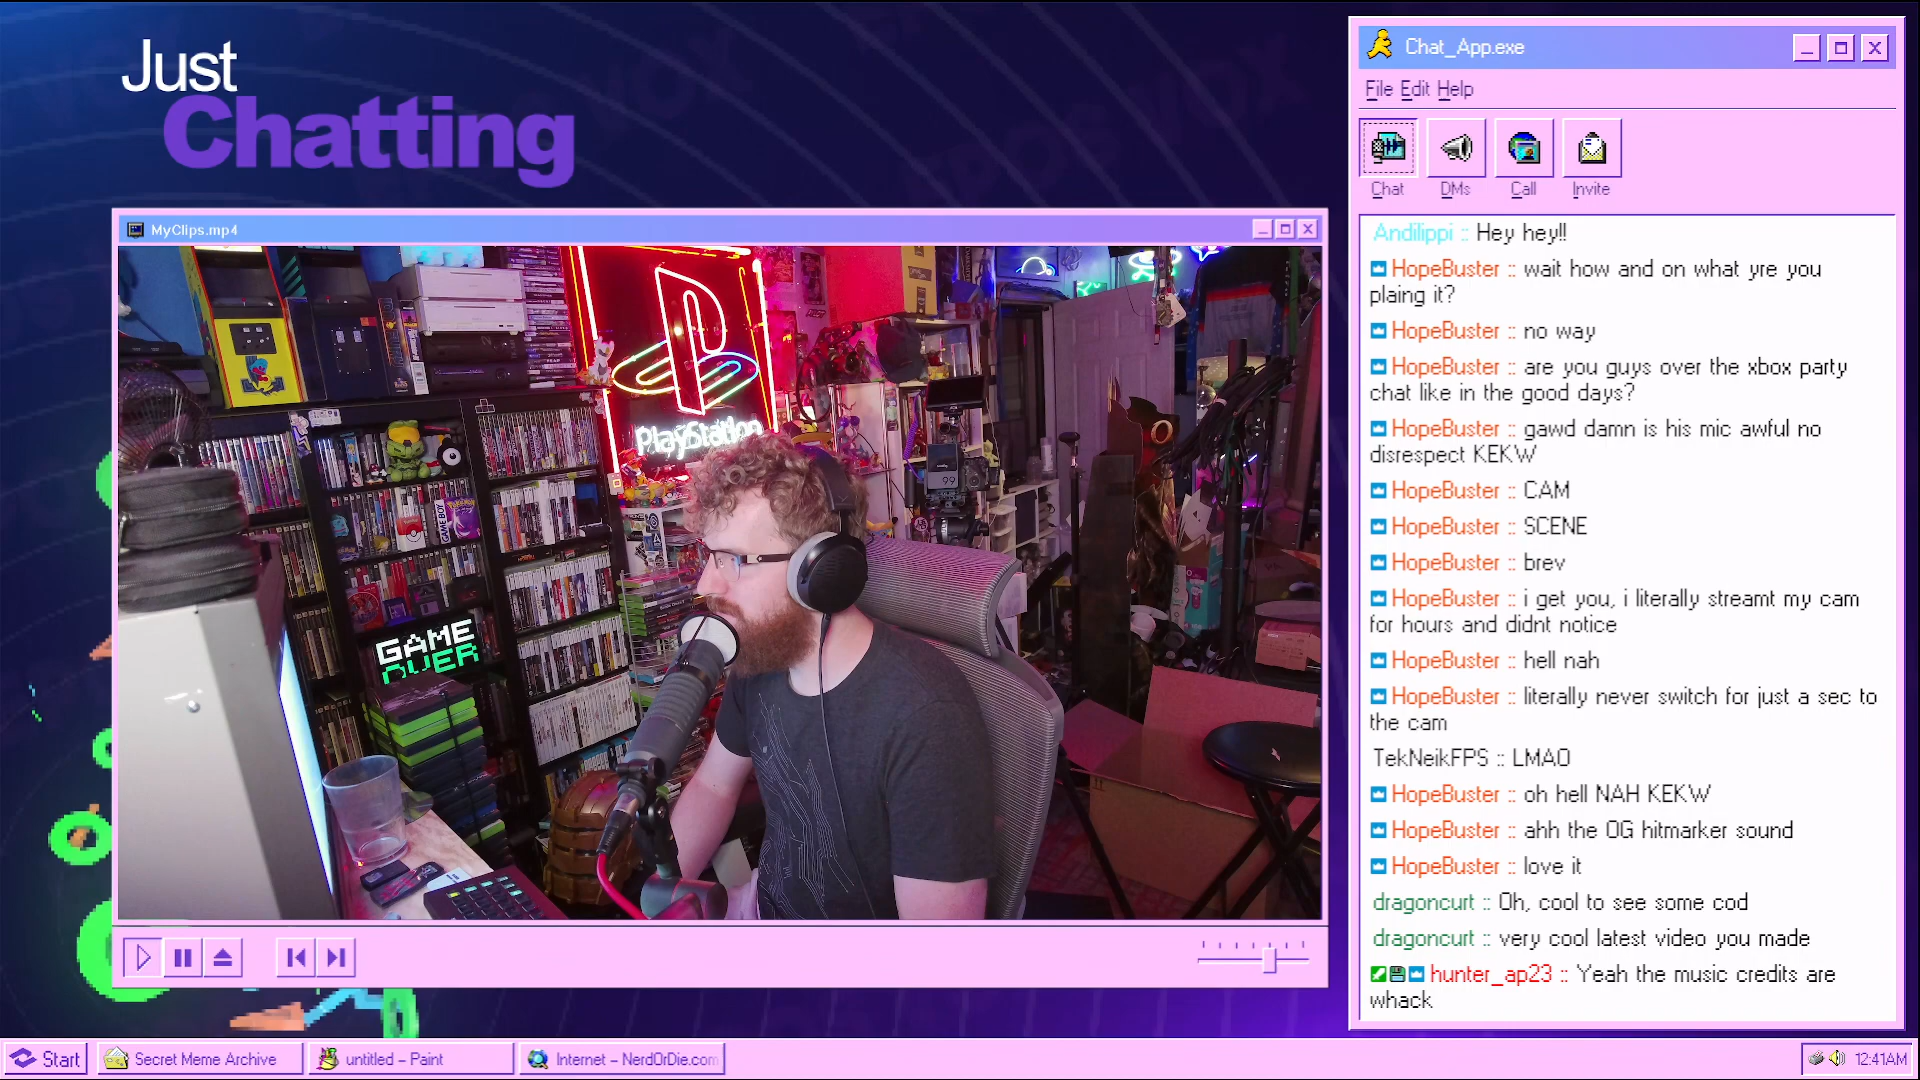 Just
Chatting
MyClips.mp4
PlayStation
GAME
OVER
GAME BOY
99
Chat_App.exe
File Edit Help
Chat DMs Call Invite
Andilippi :: Hey hey!!
HopeBuster :: wait how and on what yre you
plaing it?
HopeBuster :: no way
HopeBuster :: are you guys over the xbox party
chat like in the good days?
HopeBuster :: gawd damn is his mic awful no
disrespect KEKW
HopeBuster :: CAM
HopeBuster :: SCENE
HopeBuster :: brev
HopeBuster :: i get you, i literally streamt my cam
for hours and didnt notice
HopeBuster :: hell nah
HopeBuster :: literally never switch for just a sec to
the cam
TekNeikFPS :: LMAO
HopeBuster :: oh hell NAH KEKW
HopeBuster :: ahh the OG hitmarker sound
HopeBuster :: love it
dragoncurt :: Oh, cool to see some cod
dragoncurt :: very cool latest video you made
hunter_ap23 :: Yeah the music credits are
whack
Start Secret Meme Archive untitled - Paint Internet - NerdOrDie.com 12:41AM